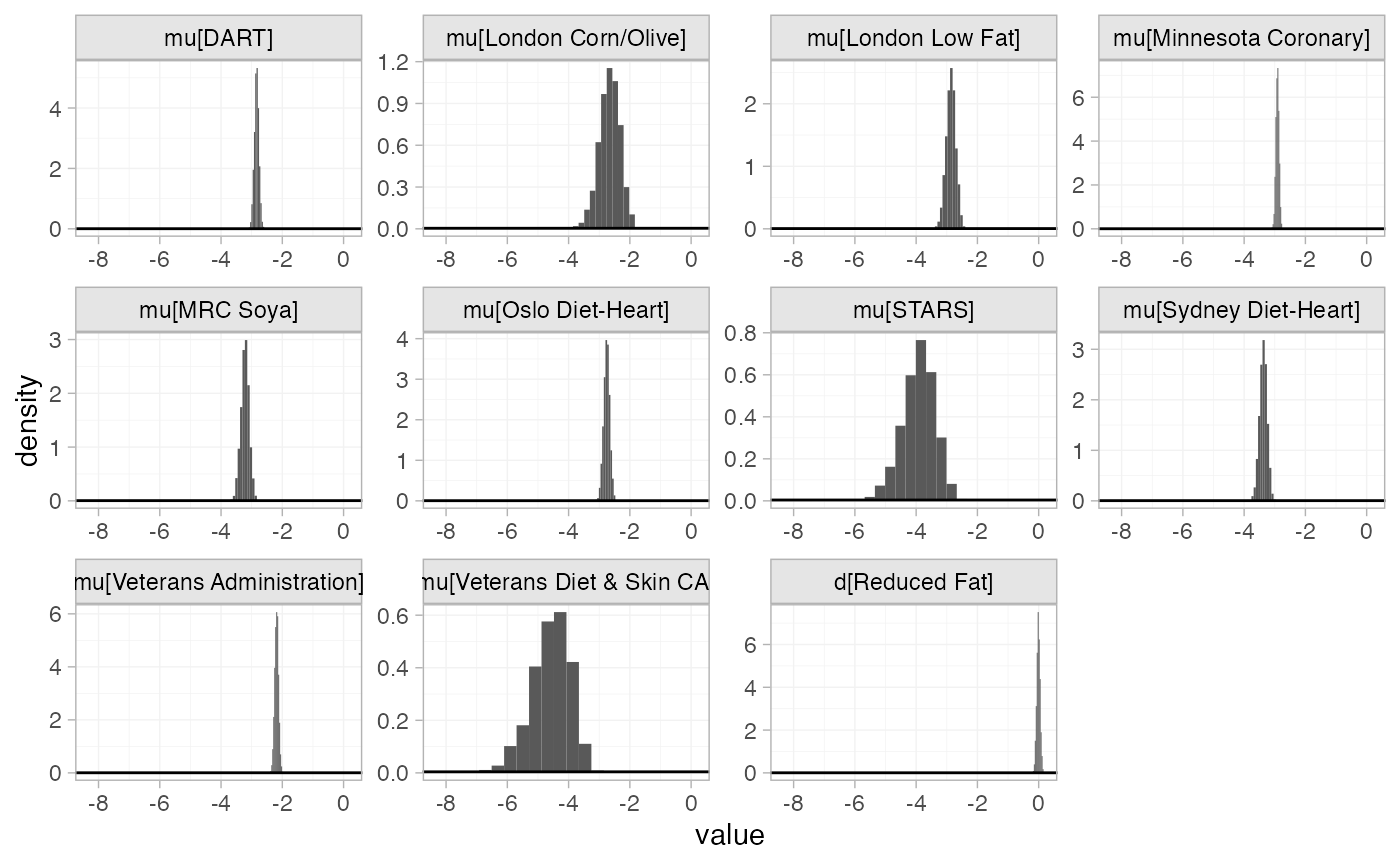 mu[DART]
mu[London Corn/Olive]
mu[London Low Fat]
mu[Minnesota Coronary]
4
2
0
1.2
0.9
0.6
0.3
0.0
2
1
0
6
4
2
0
-8 -6 -4 -2 0
-8 -6 -4 -2 0
-8 -6 -4 -2 0
-8 -6 -4 -2 0
mu[MRC Soya]
mu[Oslo Diet-Heart]
mu[STARS]
mu[Sydney Diet-Heart]
3
2
1
0
4
3
2
1
0
0.8
0.6
0.4
0.2
0.0
3
2
1
0
-8 -6 -4 -2 0
-8 -6 -4 -2 0
-8 -6 -4 -2 0
-8 -6 -4 -2 0
mu[Veterans Administration]
mu[Veterans Diet & Skin CA
d[Reduced Fat]
6
4
2
0
0.6
0.4
0.2
0.0
6
4
2
0
-8 -6 -4 -2 0
-8 -6 -4 -2 0
-8 -6 -4 -2 0
density
value